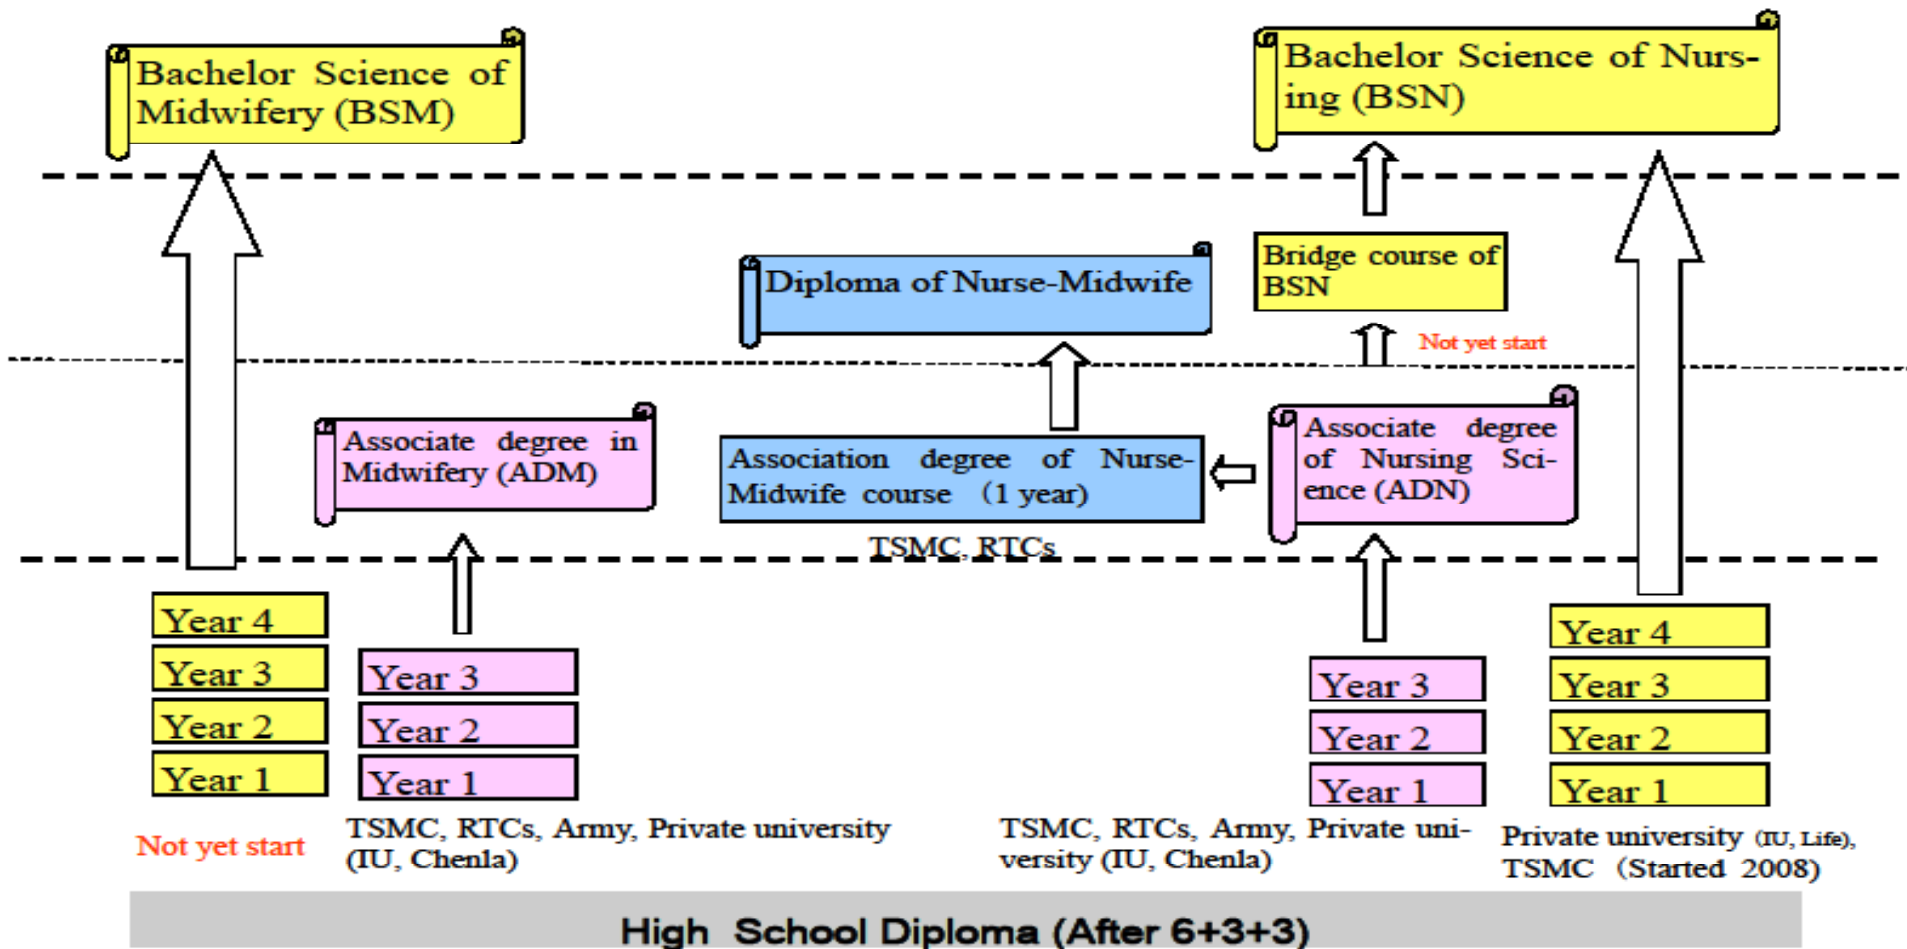 Bachelor Science of
Midwifery (BSM)
Bachelor Science of Nurs-
ing (BSN)
Diploma of Nurse-Midwife
Bridge course of
BSN
Not yet start
Associate degree in
Midwifery (ADM)
Association degree of Nurse-
Midwife course (1 year)
TSMC, RTCs
Associate degree
of Nursing Sci-
ence (ADN)
Year 4
Year 3
Year 2
Year 1
Not yet start
Year 3
Year 2
Year 1
TSMC, RTCs, Army, Private university
(IU, Chenla)
Year 3
Year 2
Year 1
TSMC, RTCs, Army, Private uni-
versity (IU, Chenla)
Year 4
Year 3
Year 2
Year 1
Private university (IU, Life),
TSMC (Started 2008)
High School Diploma (After 6+3+3)